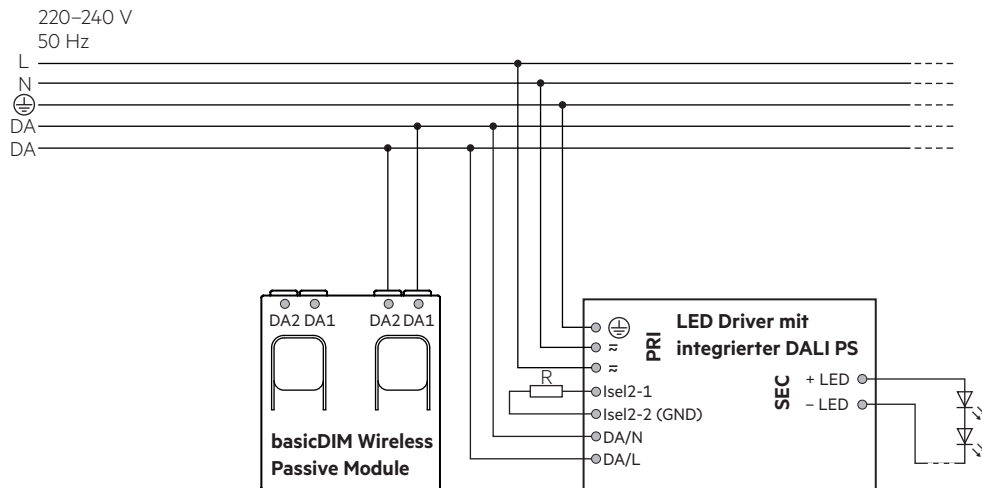 220–240 V
50 Hz
L
N
DA
DA
DA2 DA1
DA2 DA1
basicDIM Wireless
Passive Module
PRI
≂
≂
R
Isel2-1
Isel2-2 (GND)
DA/N
DA/L
LED Driver mit
integrierter DALI PS
SEC
+ LED
– LED